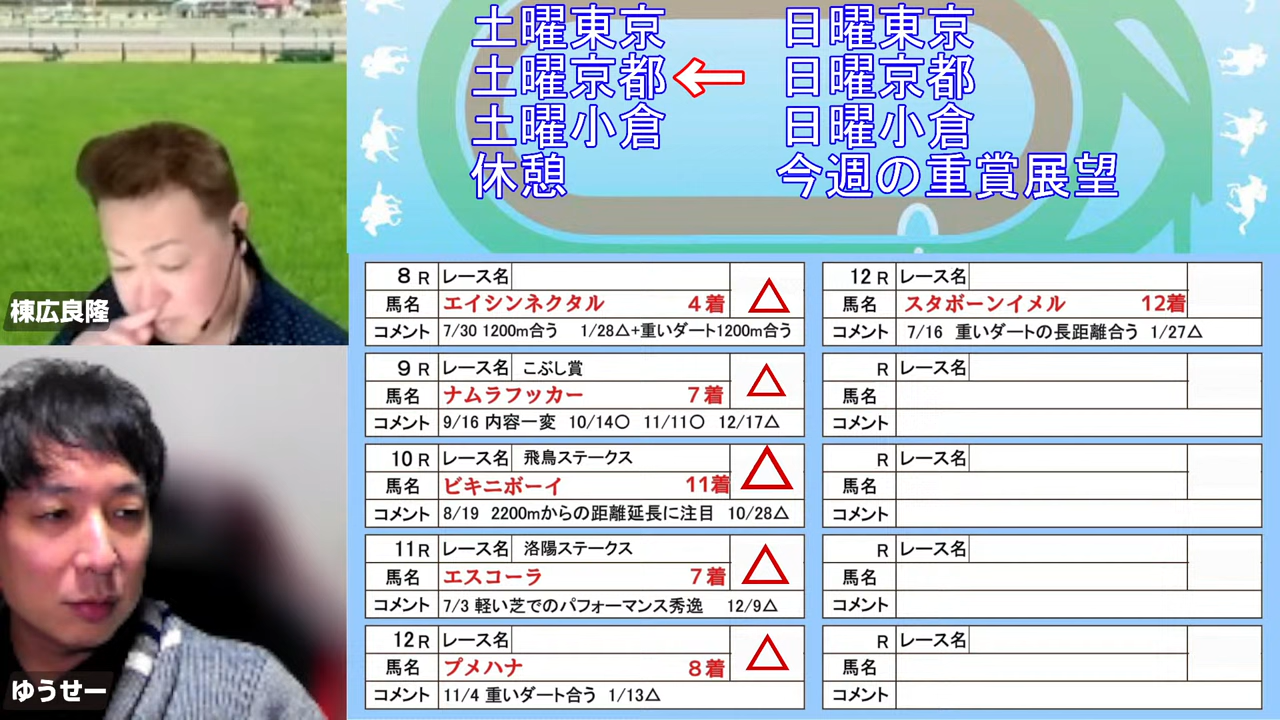 土曜東京
土曜京都
土曜小倉
休憩
日曜東京
日曜京都
日曜小倉
今週の重賞展望
棟広良隆
ゆうせー
8 R レース名
馬名 エイシンネクタル 4着 △
コメント 7/30 1200m合う 1/28△+重いダート1200m合う
9 R レース名 こぶし賞
馬名 ナムラフッカー 7着 △
コメント 9/16 内容一変 10/14〇 11/11〇 12/17△
10 R レース名 飛鳥ステークス
馬名 ビキニボーイ 11着 △
コメント 8/19 2200mからの距離延長に注目 10/28△
11 R レース名 洛陽ステークス
馬名 エスコーラ 7着 △
コメント 7/3 軽い芝でのパフォーマンス秀逸 12/9△
12 R レース名
馬名 プメハナ 8着 △
コメント 11/4 重いダート合う 1/13△
12 R レース名
馬名 スタボーンイメル 12着
コメント 7/16 重いダートの長距離合う 1/27△
R レース名
馬名
コメント
R レース名
馬名
コメント
R レース名
馬名
コメント
R レース名
馬名
コメント